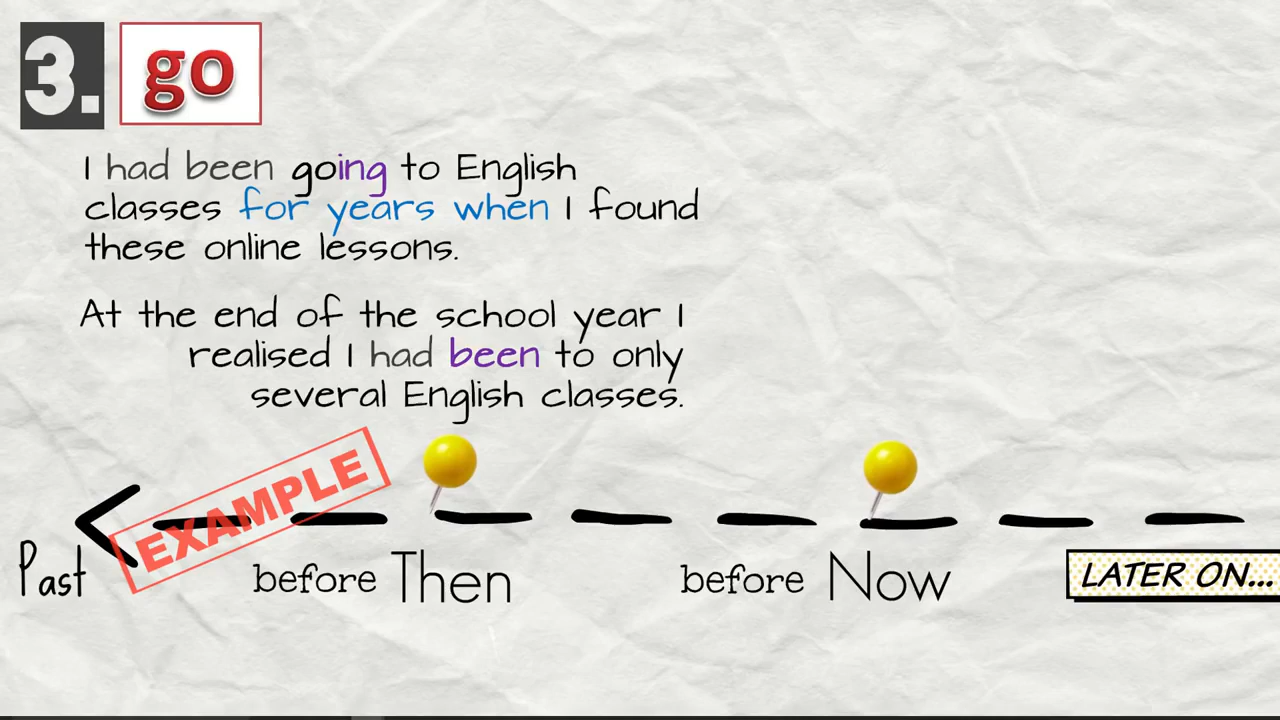 3. go
I had been going to English
classes for years when I found
these online lessons.
At the end of the school year I
realised I had been to only
several English classes.
EXAMPLE
Past before Then before Now LATER ON...